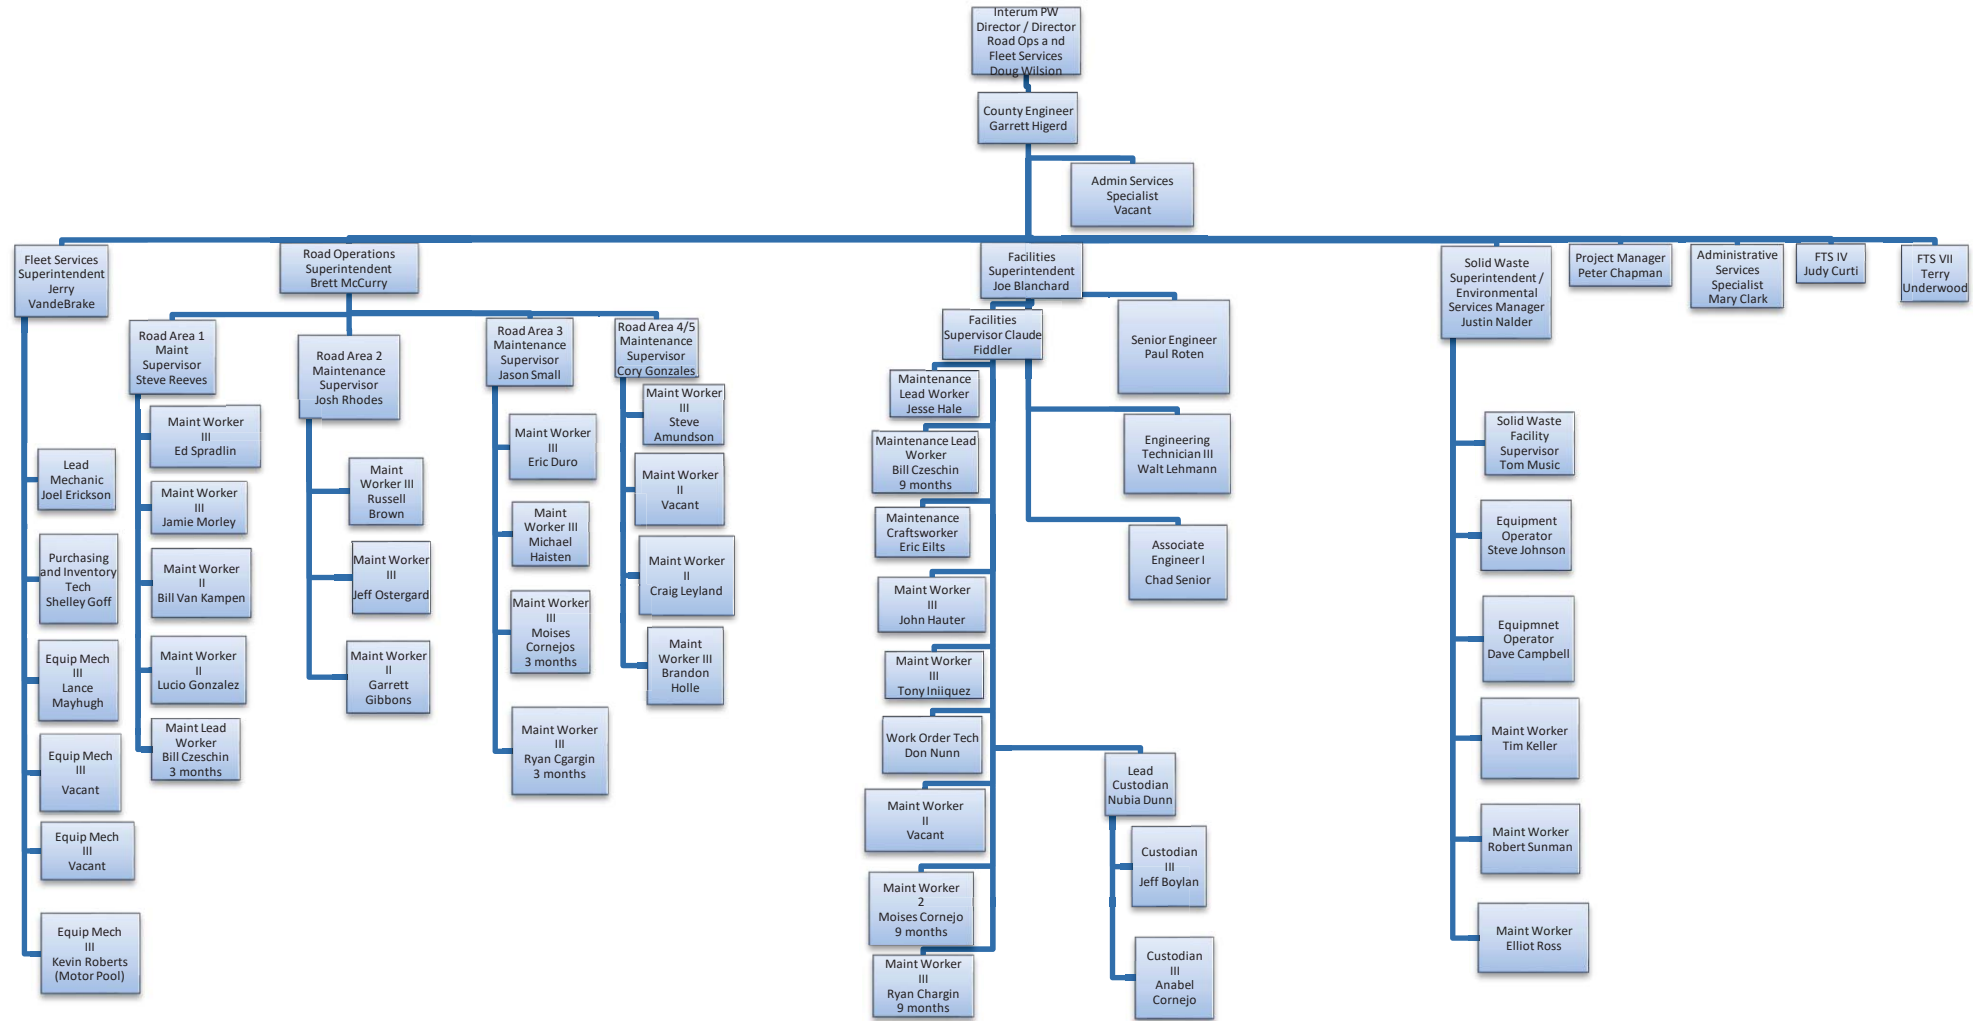 Interum PW
Director / Director
Road Ops a nd
Fleet Services
Doug Wilsion
County Engineer
Garrett Higerd
Admin Services
Specialist
Vacant
Fleet Services
Superintendent
Jerry
VandeBrake
Road Operations
Superintendent
Brett McCurry
Facilities
Superintendent
Joe Blanchard
Solid Waste
Superintendent /
Environmental
Services Manager
Justin Nalder
Project Manager
Peter Chapman
Administrative
Services
Specialist
Mary Clark
FTS IV
Judy Curti
FTS VII
Terry
Underwood
Lead
Mechanic
Joel Erickson
Purchasing
and Inventory
Tech
Shelley Goff
Equip Mech
III
Lance
Mayhugh
Equip Mech
III
Vacant
Equip Mech
III
Vacant
Equip Mech
III
Kevin Roberts
(Motor Pool)
Road Area 1
Maint
Supervisor
Steve Reeves
Maint Worker
III
Ed Spradlin
Maint Worker
III
Jamie Morley
Maint Worker
II
Bill Van Kampen
Maint Worker
II
Lucio Gonzalez
Maint Lead
Worker
Bill Czeschin
3 months
Road Area 2
Maintenance
Supervisor
Josh Rhodes
Maint
Worker III
Russell
Brown
Maint Worker
III
Jeff Ostergard
Maint Worker
II
Garrett
Gibbons
Road Area 3
Maintenance
Supervisor
Jason Small
Maint Worker
III
Eric Duro
Maint
Worker III
Michael
Haisten
Maint Worker
III
Moises
Cornejos
3 months
Maint Worker
III
Ryan Cgargin
3 months
Road Area 4/5
Maintenance
Supervisor
Cory Gonzales
Maint Worker
III
Steve
Amundson
Maint Worker
II
Vacant
Maint Worker
II
Craig Leyland
Maint
Worker III
Brandon
Holle
Facilities
Supervisor Claude
Fiddler
Maintenance
Lead Worker
Jesse Hale
Maintenance Lead
Worker
Bill Czeschin
9 months
Maintenance
Craftsworker
Eric Eilts
Maint Worker
III
John Hauter
Maint Worker
III
Tony Iniiquez
Work Order Tech
Don Nunn
Maint Worker
II
Vacant
Maint Worker
2
Moises Cornejo
9 months
Maint Worker
III
Ryan Chargin
9 months
Lead
Custodian
Nubia Dunn
Custodian
III
Jeff Boylan
Custodian
III
Anabel
Cornejo
Senior Engineer
Paul Roten
Engineering
Technician III
Walt Lehmann
Associate
Engineer I
Chad Senior
Solid Waste
Facility
Supervisor
Tom Music
Equipment
Operator
Steve Johnson
Equipmnet
Operator
Dave Campbell
Maint Worker
Tim Keller
Maint Worker
Robert Sunman
Maint Worker
Elliot Ross